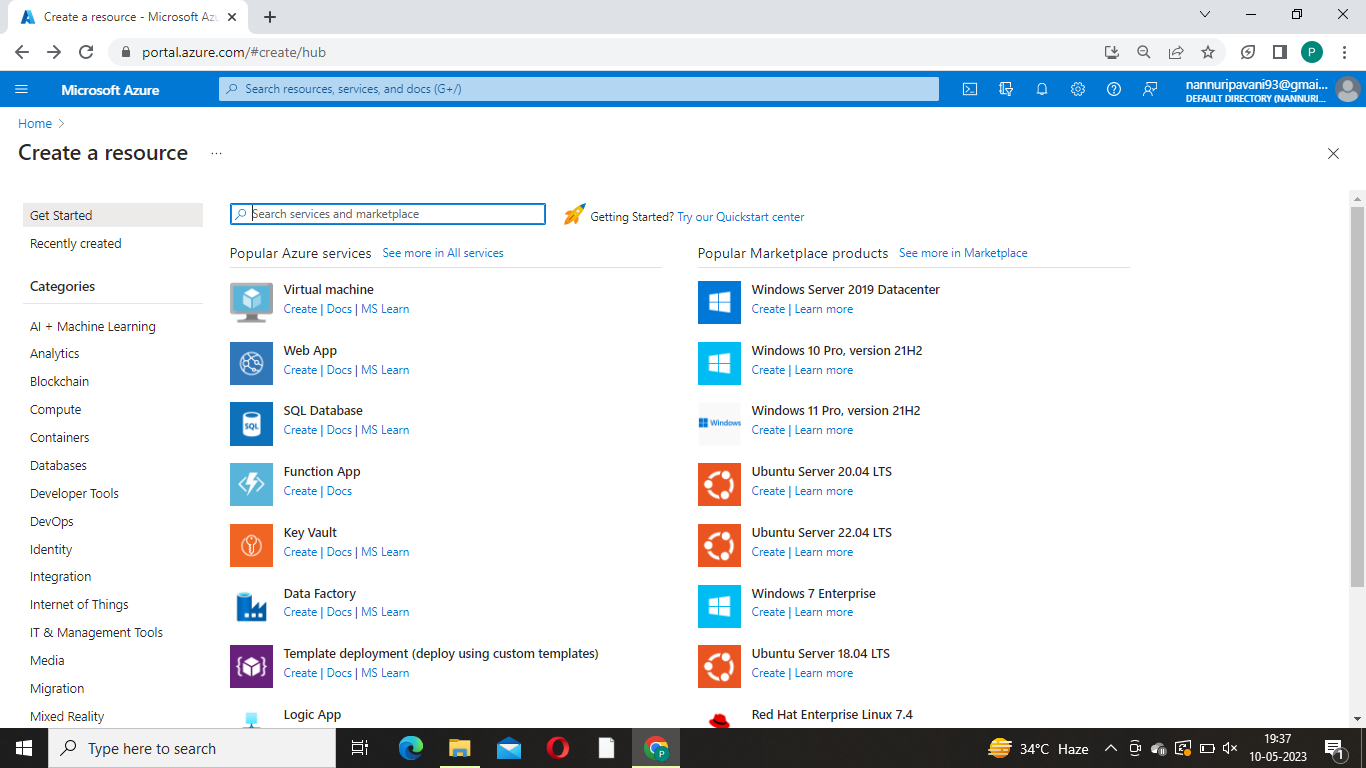 Create a resource - Microsoft Az
portal.azure.com/#create/hub
P
Microsoft Azure
Search resources, services, and docs (G+/)
nannuripavani93@gmai...
DEFAULT DIRECTORY (NANNURI...
Home >
Create a resource ...
Get Started
Recently created
Categories
AI + Machine Learning
Analytics
Blockchain
Compute
Containers
Databases
Developer Tools
DevOps
Identity
Integration
Internet of Things
IT & Management Tools
Media
Migration
Mixed Reality
Search services and marketplace
Getting Started? Try our Quickstart center
Popular Azure services See more in All services
Virtual machine
Create | Docs | MS Learn
Web App
Create | Docs | MS Learn
SQL
SQL Database
Create | Docs | MS Learn
Function App
Create | Docs
Key Vault
Create | Docs | MS Learn
Data Factory
Create | Docs | MS Learn
Template deployment (deploy using custom templates)
Create | Docs | MS Learn
Logic App
Popular Marketplace products See more in Marketplace
Windows Server 2019 Datacenter
Create | Learn more
Windows 10 Pro, version 21H2
Create | Learn more
Windows
Windows 11 Pro, version 21H2
Create | Learn more
Ubuntu Server 20.04 LTS
Create | Learn more
Ubuntu Server 22.04 LTS
Create | Learn more
Windows 7 Enterprise
Create | Learn more
Ubuntu Server 18.04 LTS
Create | Learn more
Red Hat Enterprise Linux 7.4
Type here to search
P
34°C Haze
19:37
10-05-2023
1